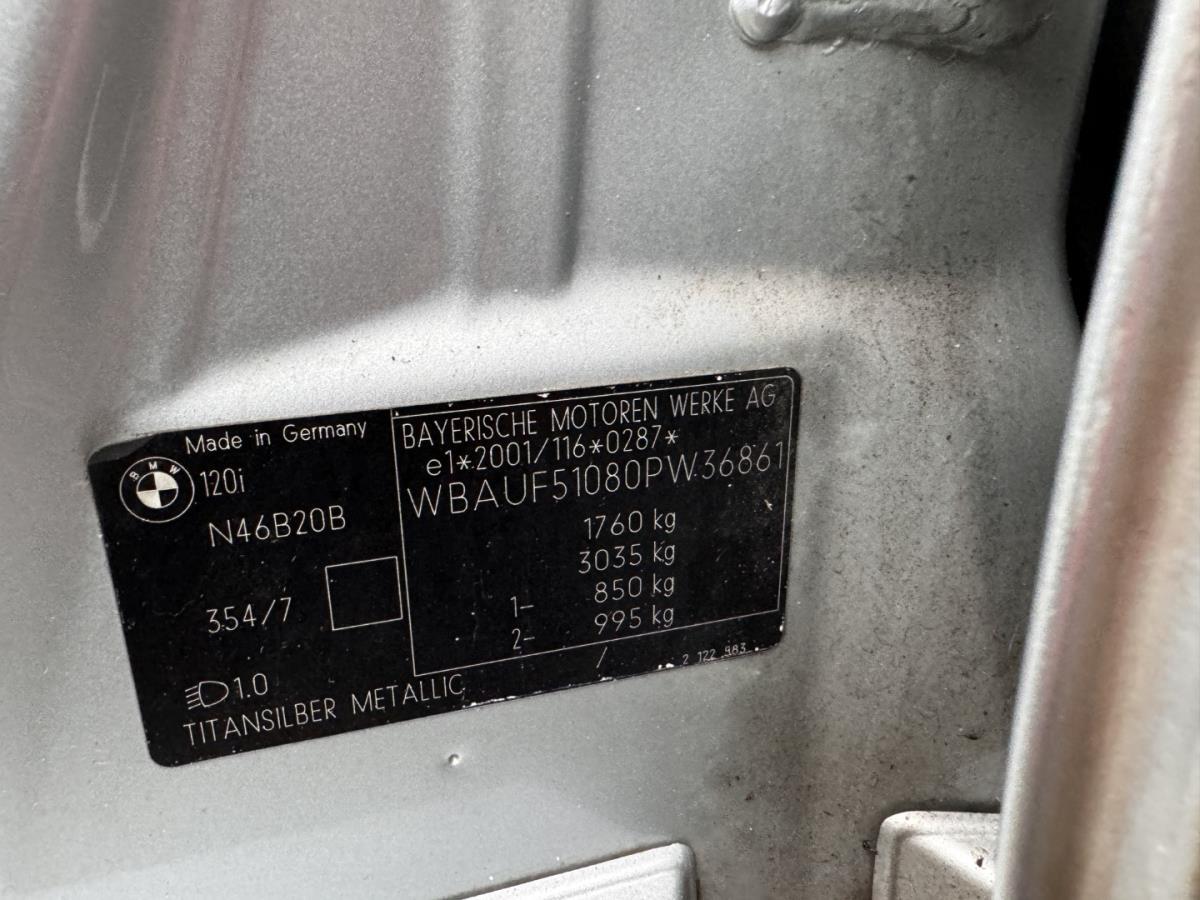 Made in Germany
BMW
120i
N46B20B
354/7
1.0
TITANSILBER METALLIC
BAYERISCHE MOTOREN WERKE AG
e1*2001/116*0287*
WBAUF51080PW36861
1760 kg
3035 kg
1- 850 kg
2- 995 kg
/
2 122 983